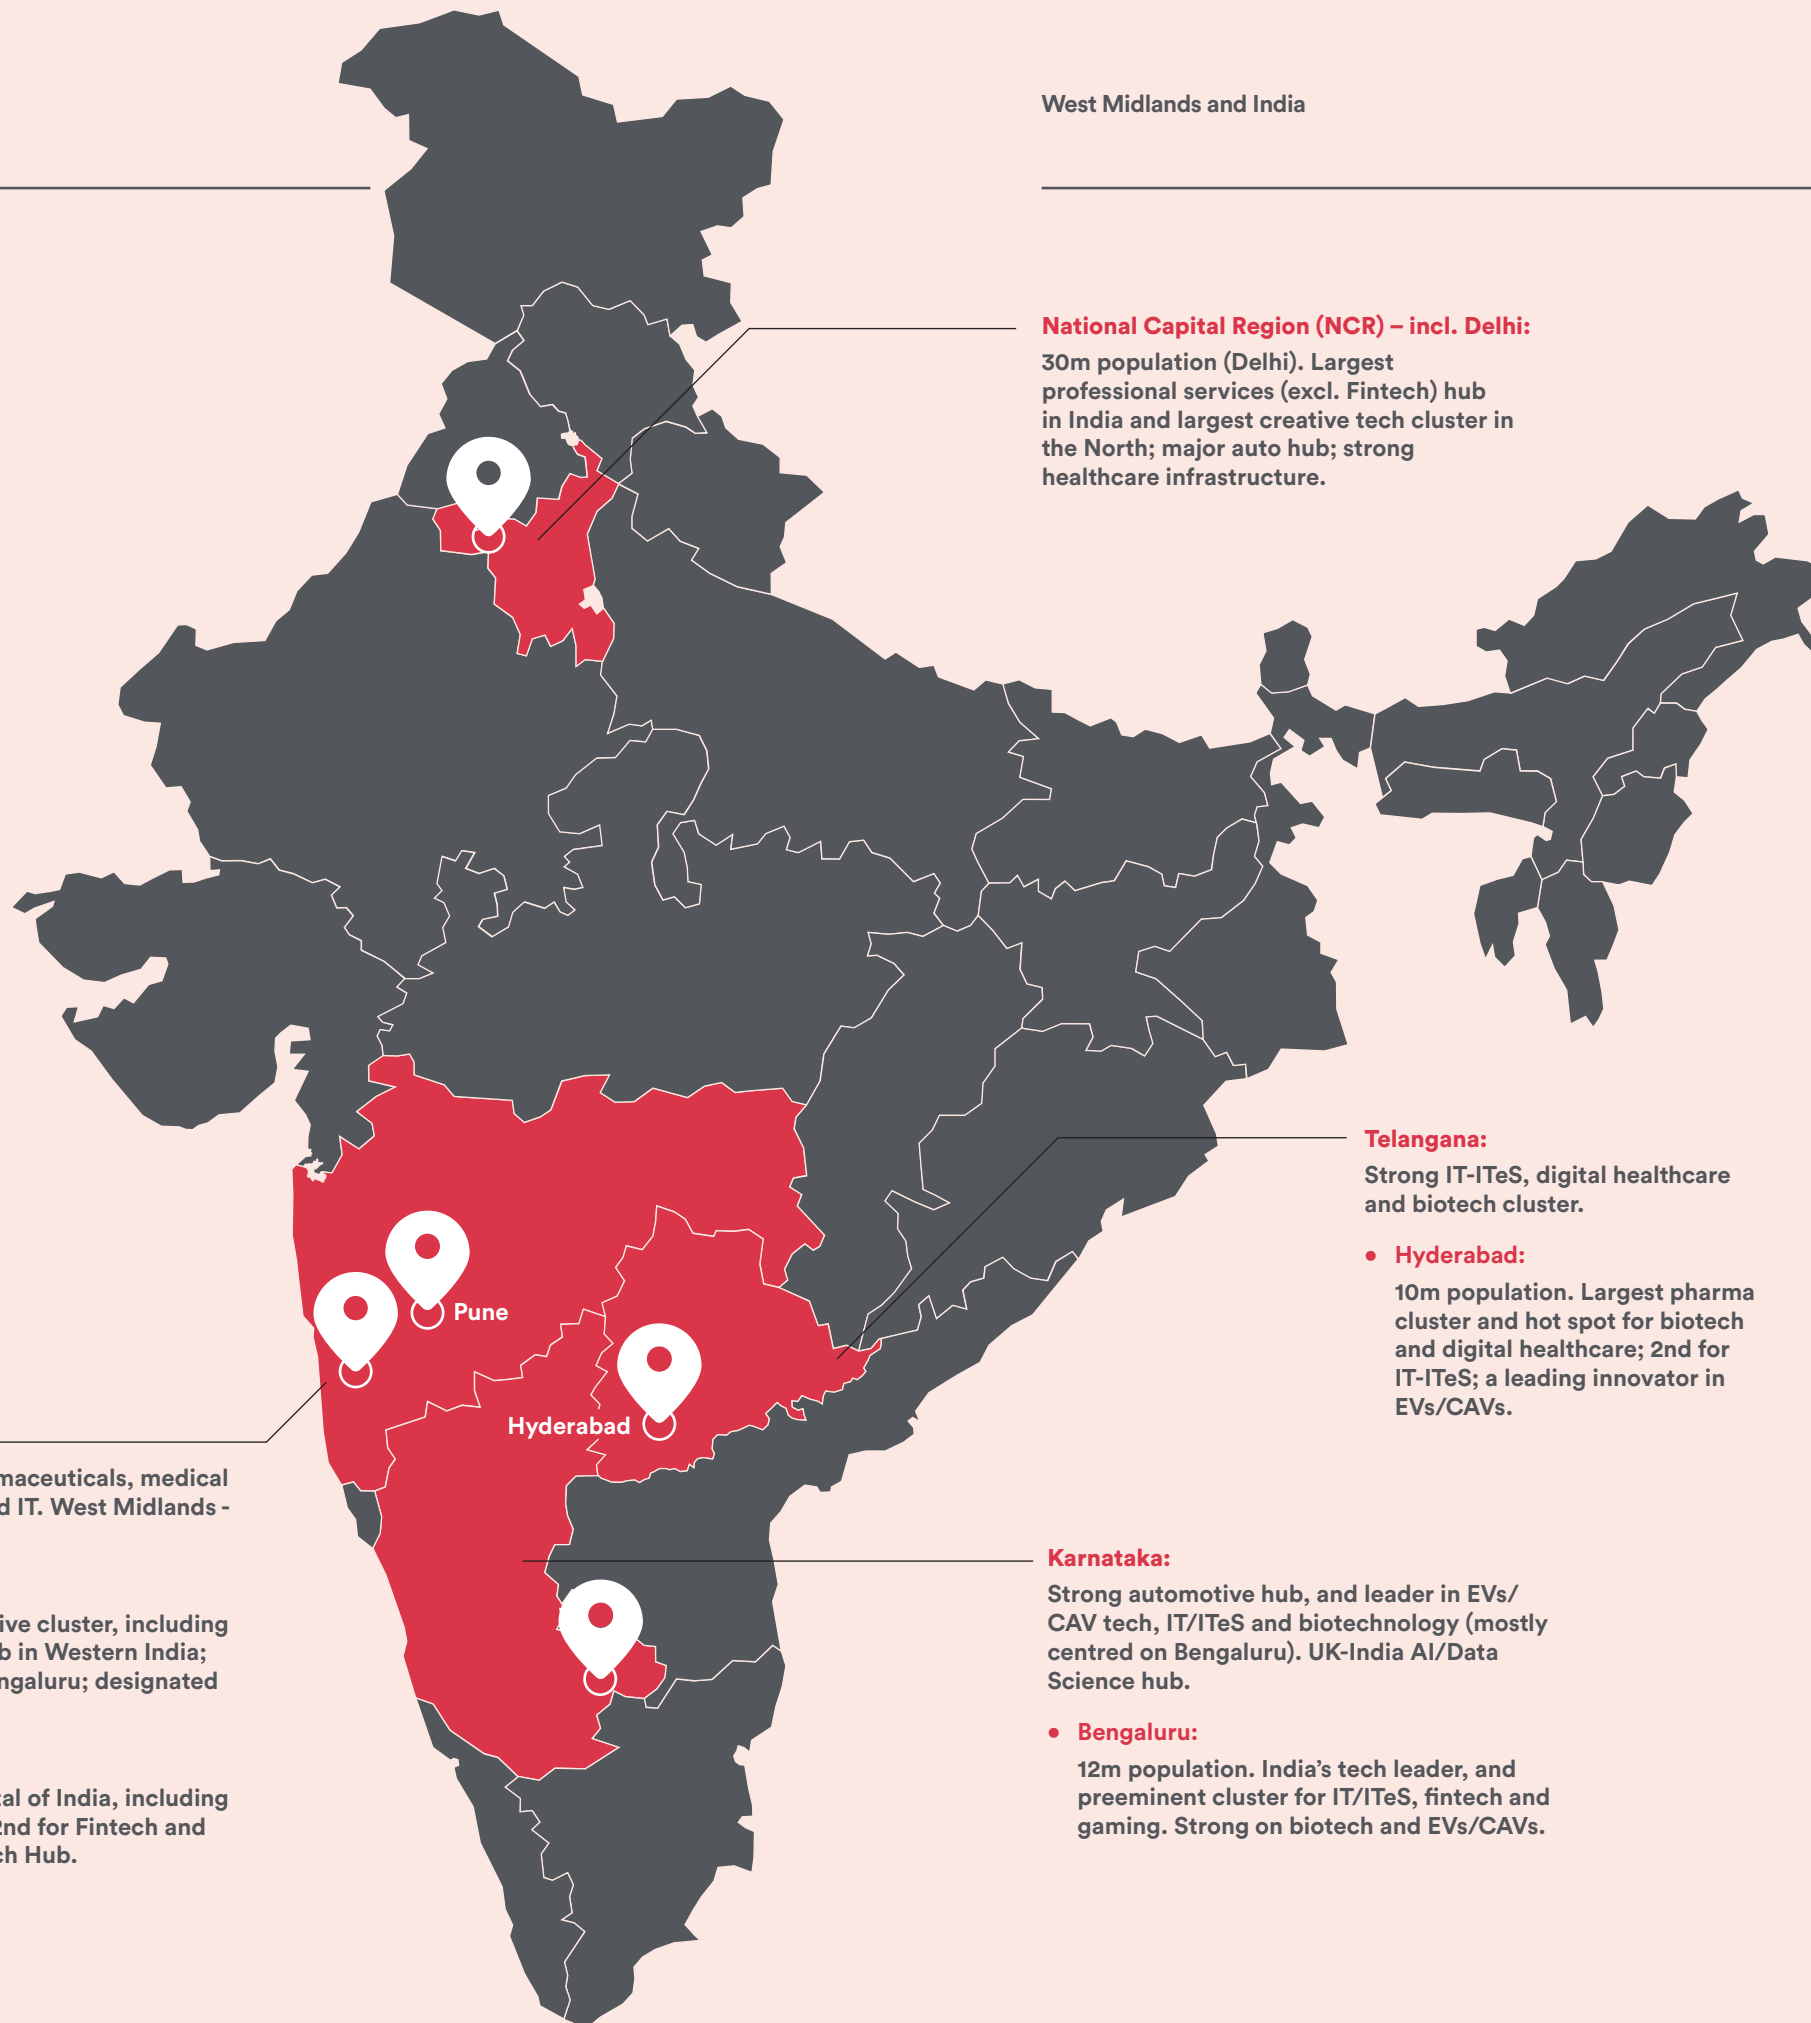 West Midlands and India
National Capital Region (NCR) – incl. Delhi:
30m population (Delhi). Largest
professional services (excl. Fintech) hub
in India and largest creative tech cluster in
the North; major auto hub; strong
healthcare infrastructure.
Telangana:
Strong IT-ITeS, digital healthcare
and biotech cluster.
• Hyderabad:
10m population. Largest pharma
cluster and hot spot for biotech
and digital healthcare; 2nd for
IT-ITeS; a leading innovator in
EVs/CAVs.
Pune
Hyderabad
maceuticals, medical
d IT. West Midlands -
ive cluster, including
b in Western India;
ngaluru; designated
tal of India, including
2nd for Fintech and
ch Hub.
Karnataka:
Strong automotive hub, and leader in EVs/
CAV tech, IT/ITeS and biotechnology (mostly
centred on Bengaluru). UK-India AI/Data
Science hub.
• Bengaluru:
12m population. India’s tech leader, and
preeminent cluster for IT/ITeS, fintech and
gaming. Strong on biotech and EVs/CAVs.